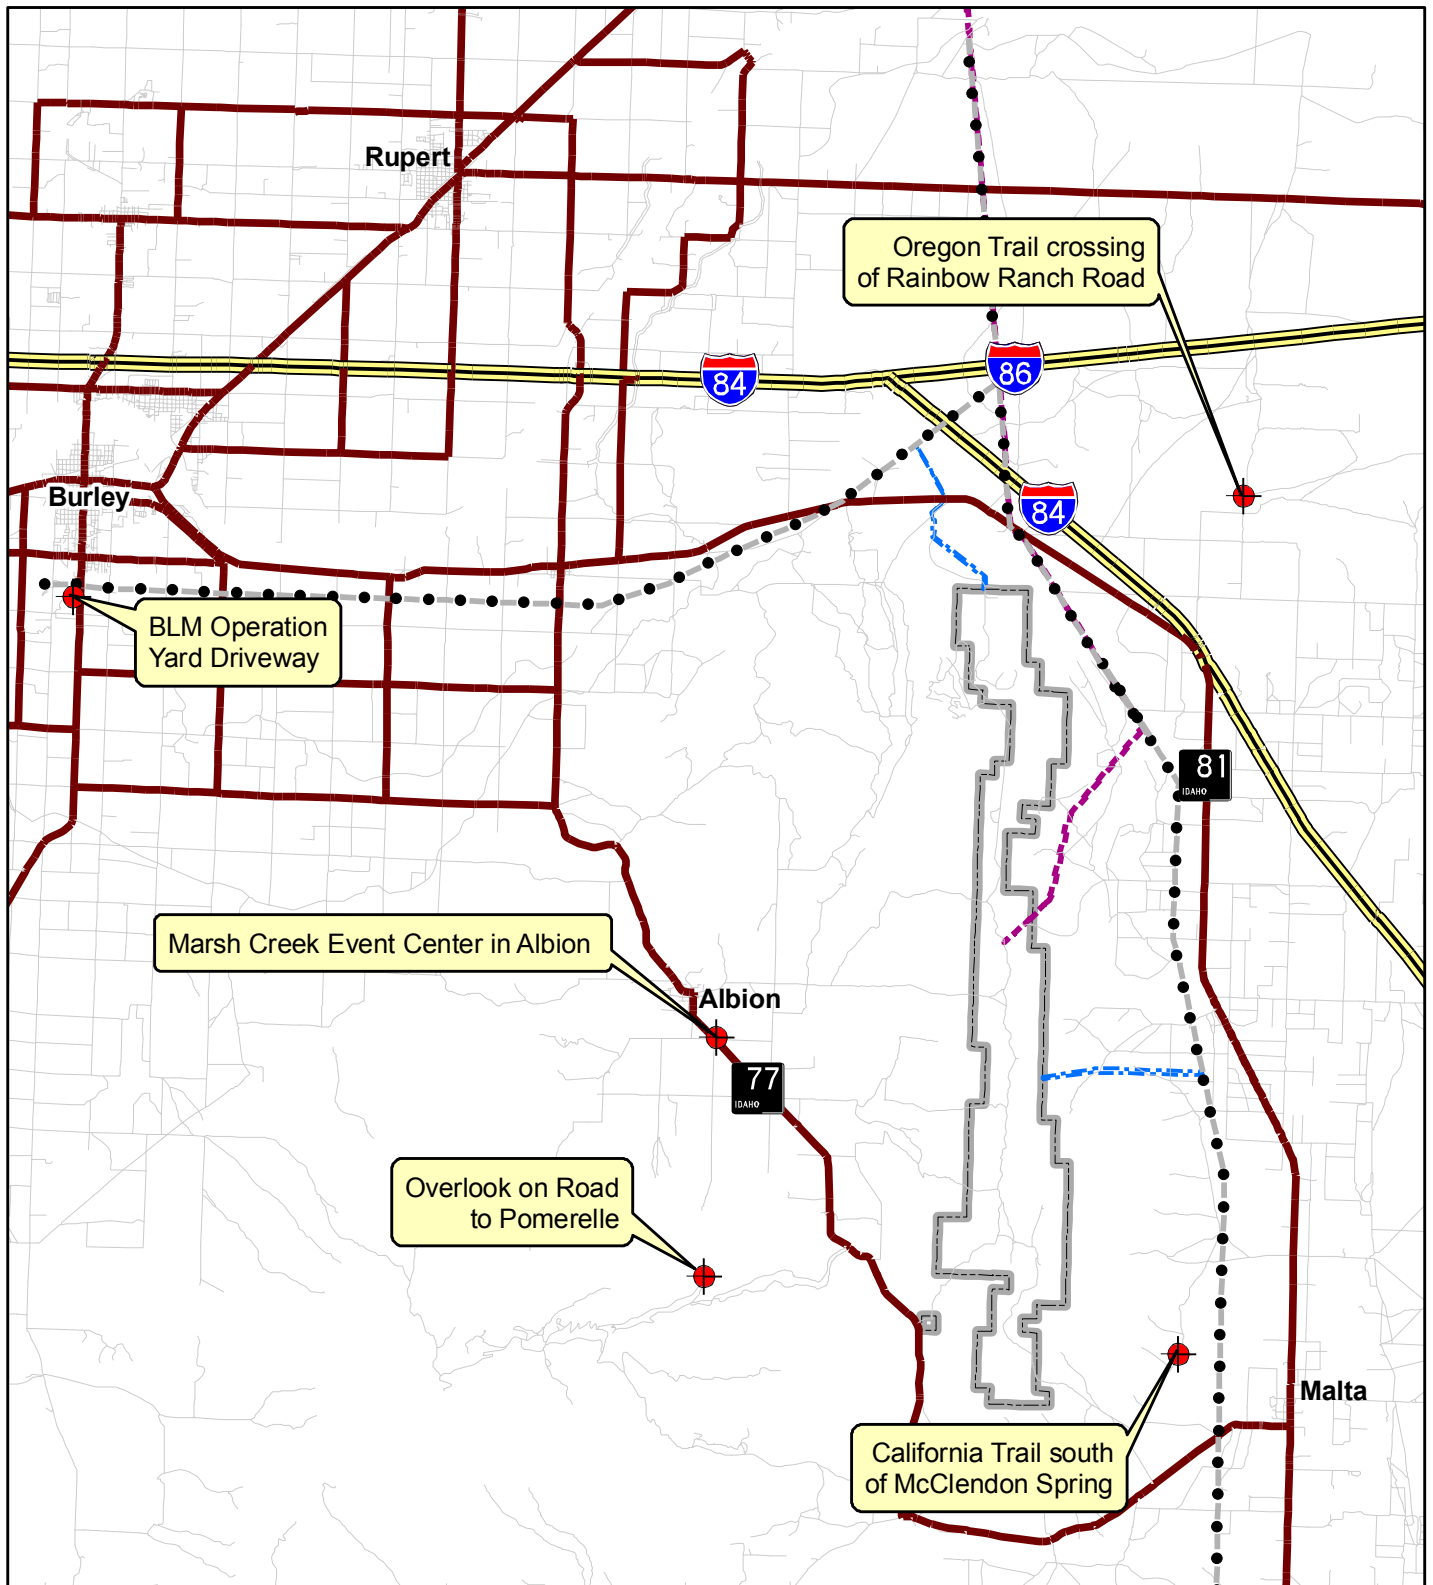 Rupert
Oregon Trail crossing
of Rainbow Ranch Road
86
84
84
Burley
BLM Operation
Yard Driveway
81
IDAHO
Marsh Creek Event Center in Albion
Albion
77
IDAHO
Overlook on Road
to Pomerelle
Malta
California Trail south
of McClendon Spring